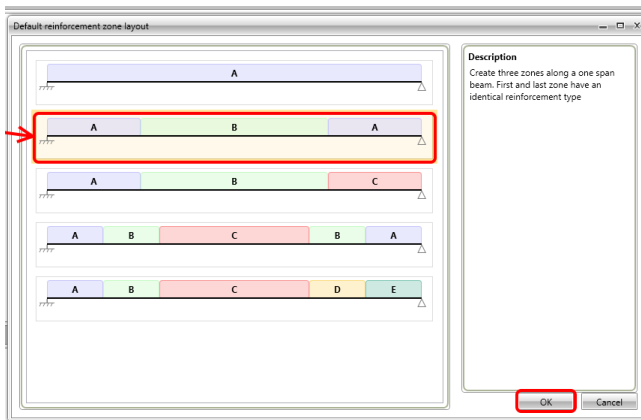 Default reinforcement zone layout
A
A B A
A B C
A B C B A
A B C D E
Description
Create three zones along a one span
beam. First and last zone have an
identical reinforcement type
OK Cancel